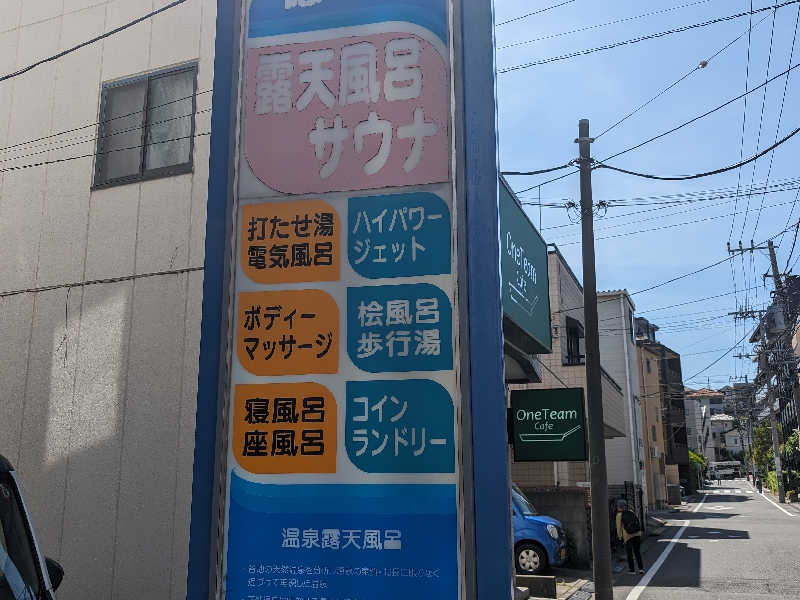 露天風呂
サウナ
打たせ湯
電気風呂
ハイパワー
ジェット
ボディー
マッサージ
桧風呂
歩行湯
寝風呂
座風呂
コイン
ランドリー
温泉露天風呂
OneTeam
Cafe
OneTeam
Cafe